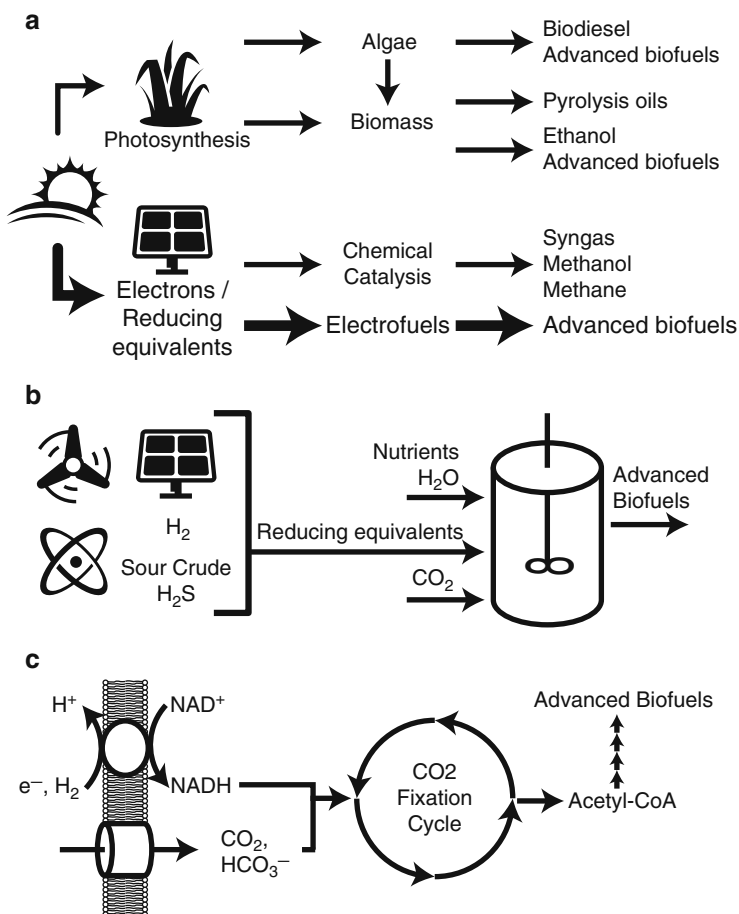 a
Algae
Biodiesel
Advanced biofuels
Photosynthesis
Biomass
Pyrolysis oils
Ethanol
Advanced biofuels
Electrons /
Reducing
equivalents
Chemical
Catalysis
Syngas
Methanol
Methane
Electrofuels
Advanced biofuels
b
H₂
Sour Crude
H₂S
Reducing equivalents
Nutrients
H₂O
CO₂
Advanced
Biofuels
c
H⁺
NAD⁺
e⁻, H₂
NADH
CO₂,
HCO₃⁻
CO2
Fixation
Cycle
Advanced Biofuels
Acetyl-CoA